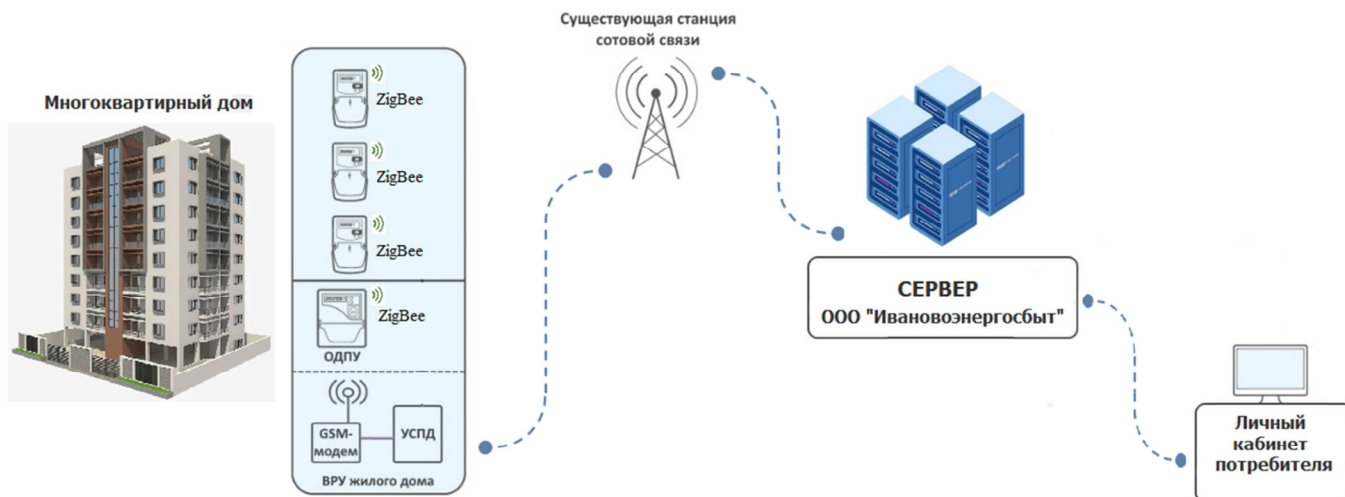 Многоквартирный дом
ZigBee
ZigBee
ZigBee
ZigBee
ОДПУ
GSM-
модем
УСПД
ВРУ жилого дома
Существующая станция
сотовой связи
СЕРВЕР
ООО "Ивановоэнергосбыт"
Личный
кабинет
потребителя